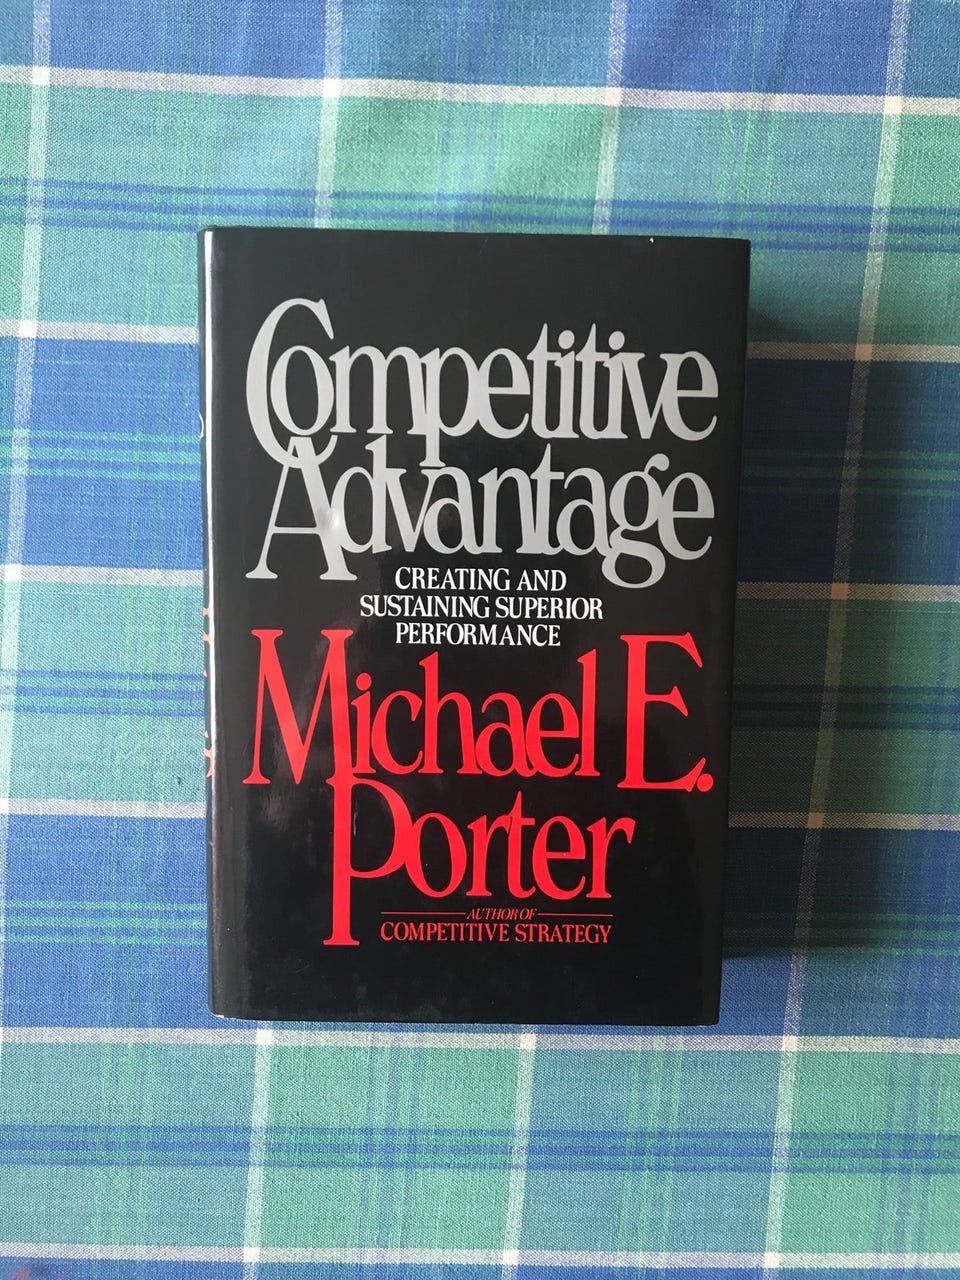 Competitive
Advantage
CREATING AND
SUSTAINING SUPERIOR
PERFORMANCE
Michael E.
Porter
AUTHOR OF
COMPETITIVE STRATEGY